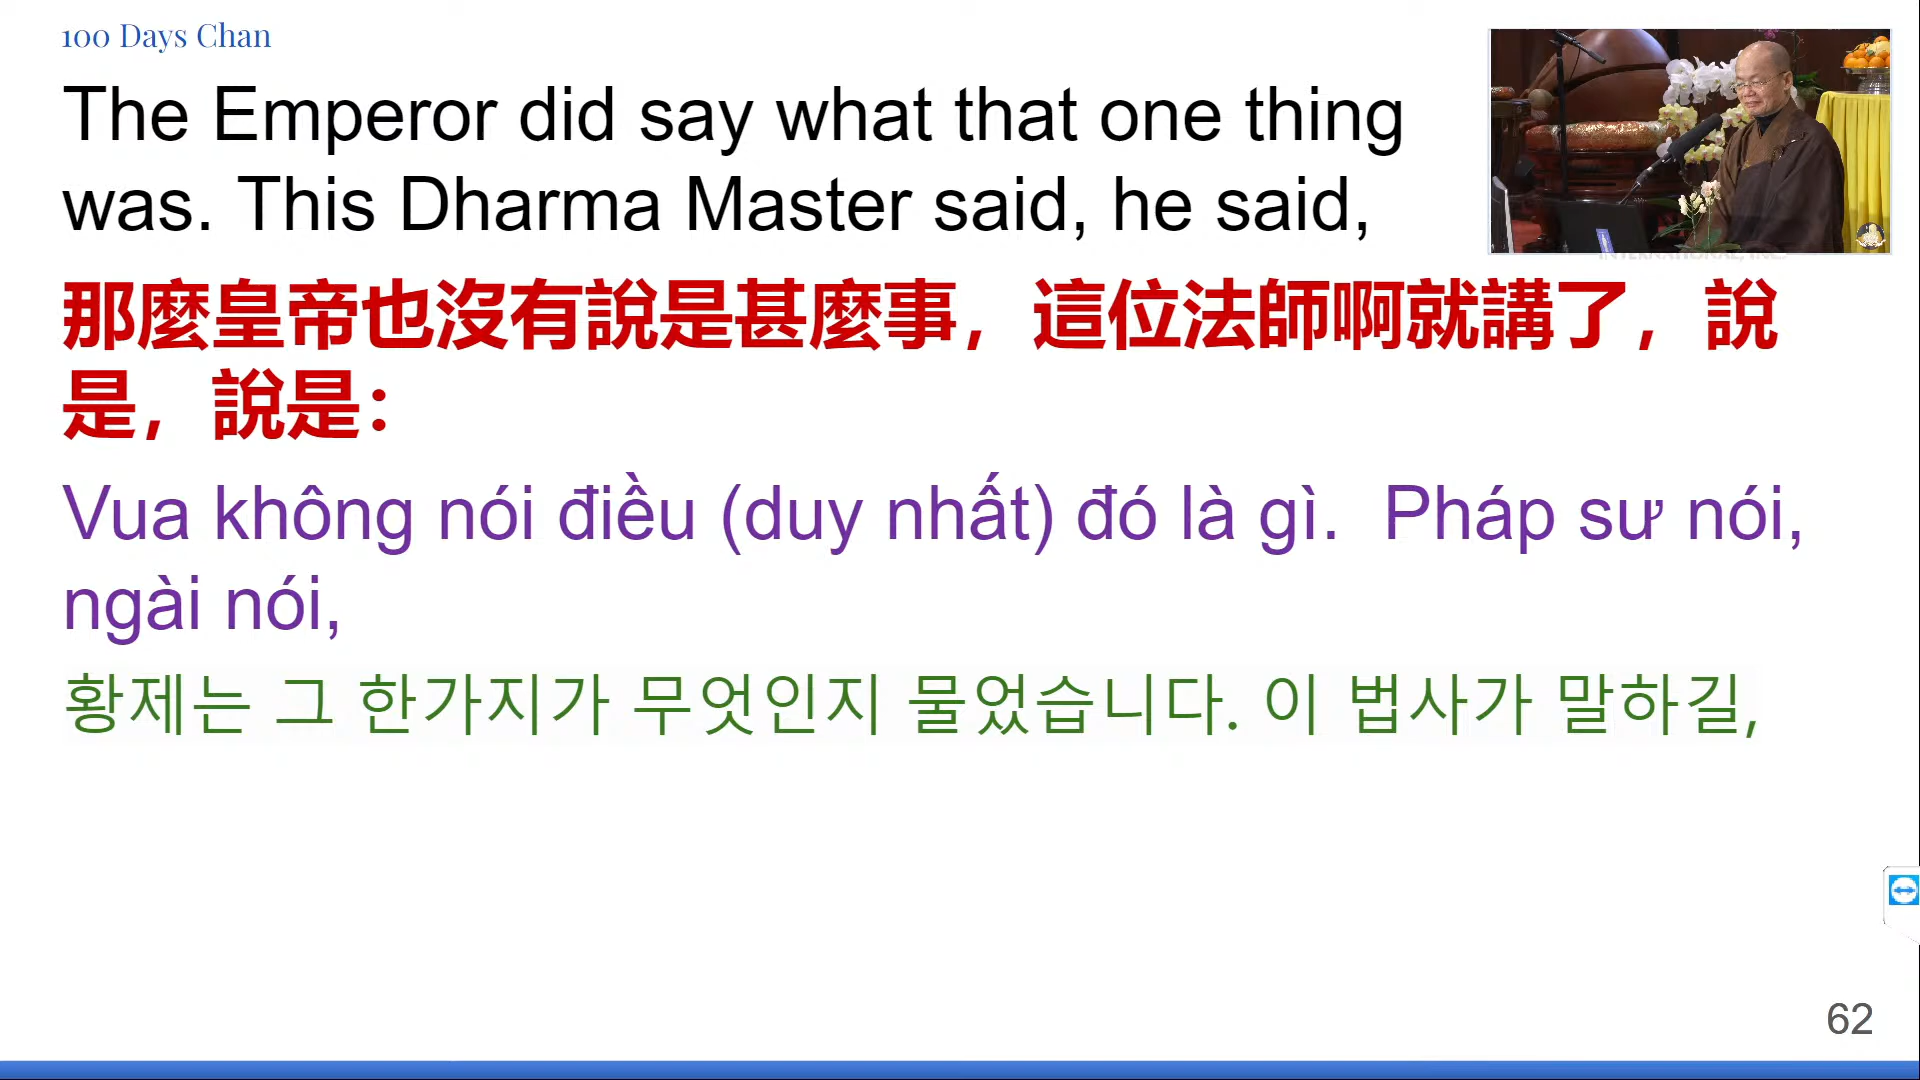 100 Days Chan
The Emperor did say what that one thing
was. This Dharma Master said, he said,
那麼皇帝也沒有說是甚麼事，這位法師啊就講了，說
是，說是：
Vua không nói điều (duy nhất) đó là gì.  Pháp sư nói,
ngài nói,
황제는 그 한가지가 무엇인지 물었습니다. 이 법사가 말하길,
62